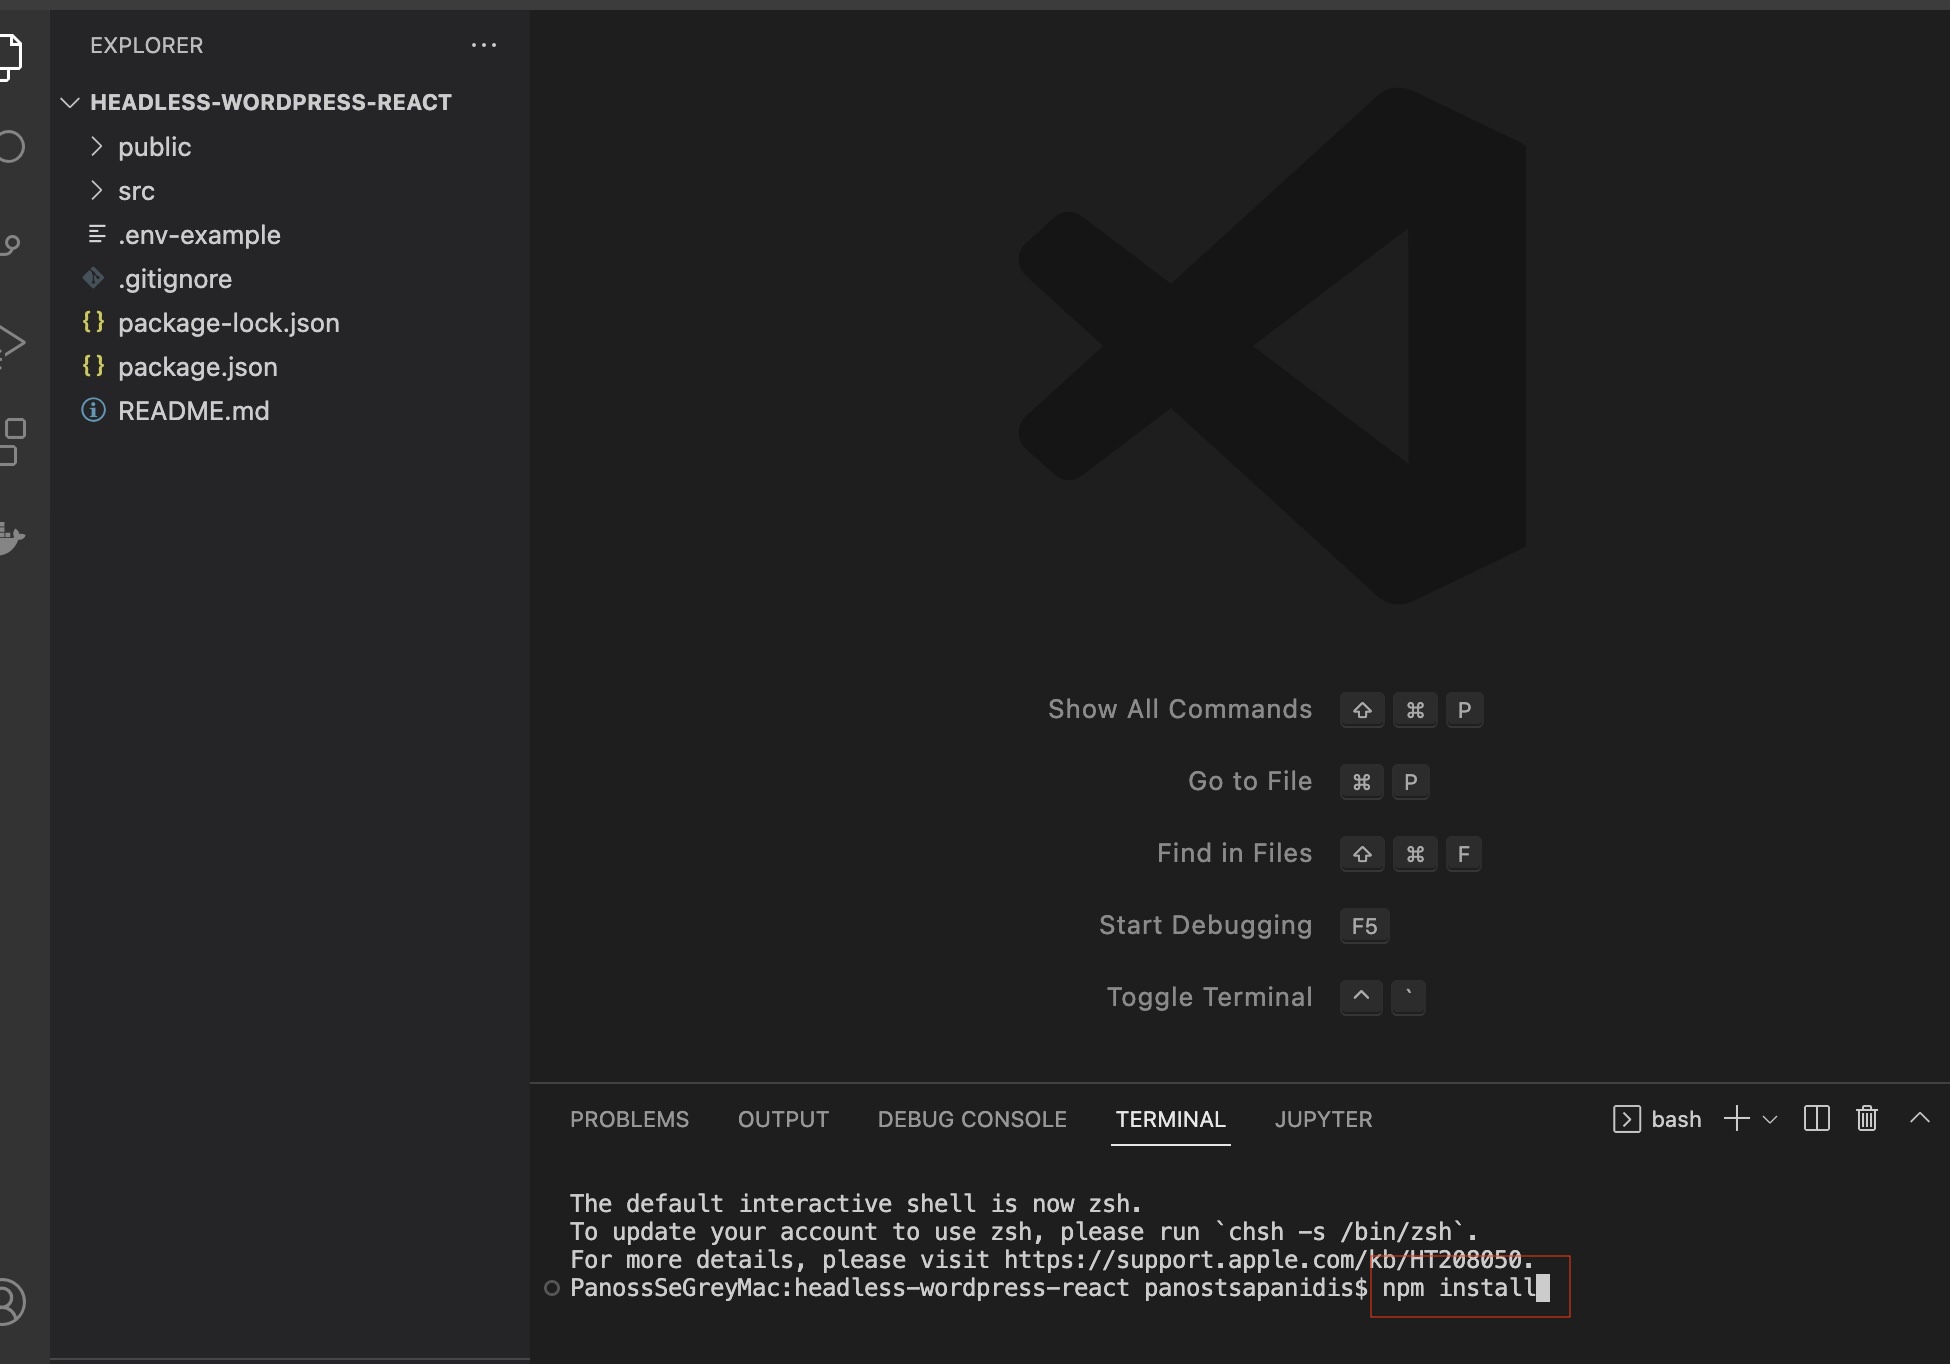 EXPLORER
HEADLESS-WORDPRESS-REACT
public
src
.env-example
.gitignore
package-lock.json
package.json
README.md
Show All Commands ⇧ ⌘ P
Go to File ⌘ P
Find in Files ⇧ ⌘ F
Start Debugging F5
Toggle Terminal ^ `
PROBLEMS OUTPUT DEBUG CONSOLE TERMINAL JUPYTER bash
The default interactive shell is now zsh.
To update your account to use zsh, please run `chsh -s /bin/zsh`.
For more details, please visit https://support.apple.com/kb/HT208050.
PanossSeGreyMac:headless-wordpress-react panostsapanidis$ npm install